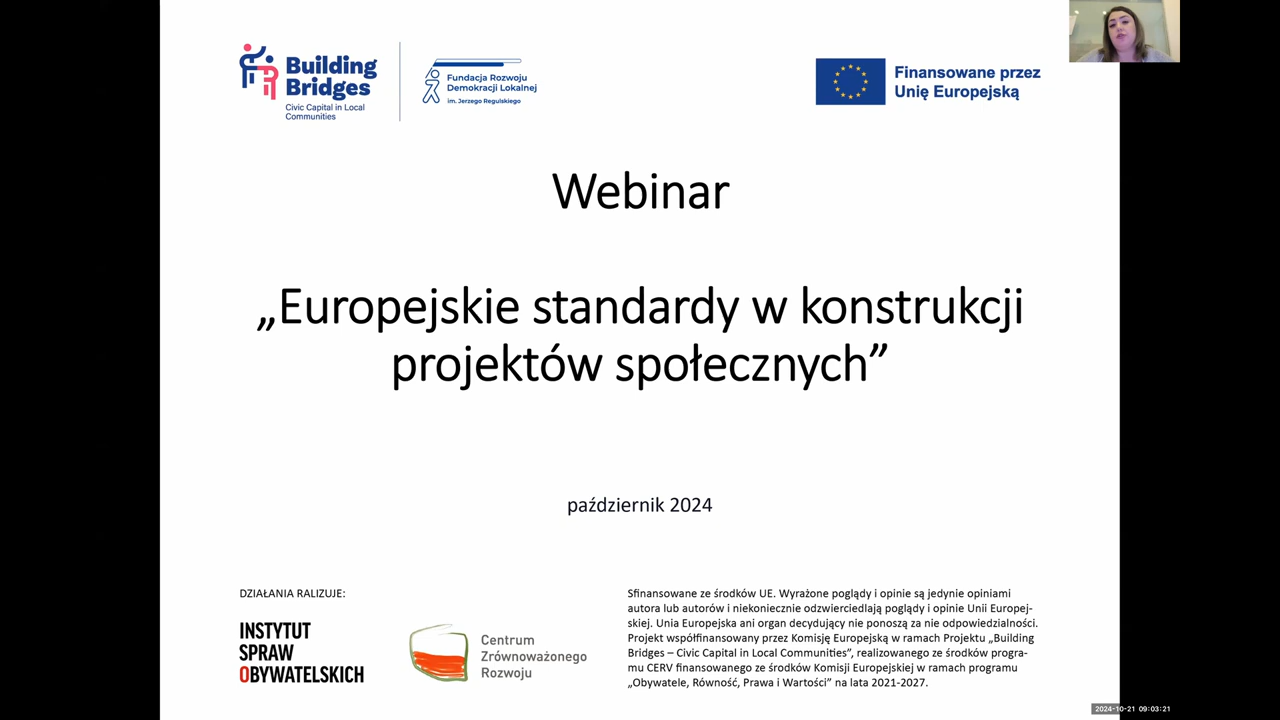 Building
Bridges
Civic Capital in Local
Communities
Fundacja Rozwoju
Demokracji Lokalnej
im. Jerzego Regulskiego
Finansowane przez
Unię Europejską
Webinar
„Europejskie standardy w konstrukcji
projektów społecznych”
październik 2024
DZIAŁANIA RALIZUJE:
INSTYTUT
SPRAW
OBYWATELSKICH
Centrum
Zrównoważonego
Rozwoju
Sfinansowane ze środków UE. Wyrażone poglądy i opinie są jedynie opiniami
autora lub autorów i niekoniecznie odzwierciedlają poglądy i opinie Unii Europej-
skiej. Unia Europejska ani organ decydujący nie ponoszą za nie odpowiedzialności.
Projekt współfinansowany przez Komisję Europejską w ramach Projektu „Building
Bridges – Civic Capital in Local Communities”, realizowanego ze środków progra-
mu CERV finansowanego ze środków Komisji Europejskiej w ramach programu
„Obywatele, Równość, Prawa i Wartości” na lata 2021-2027.
2024-10-21 09:03:21